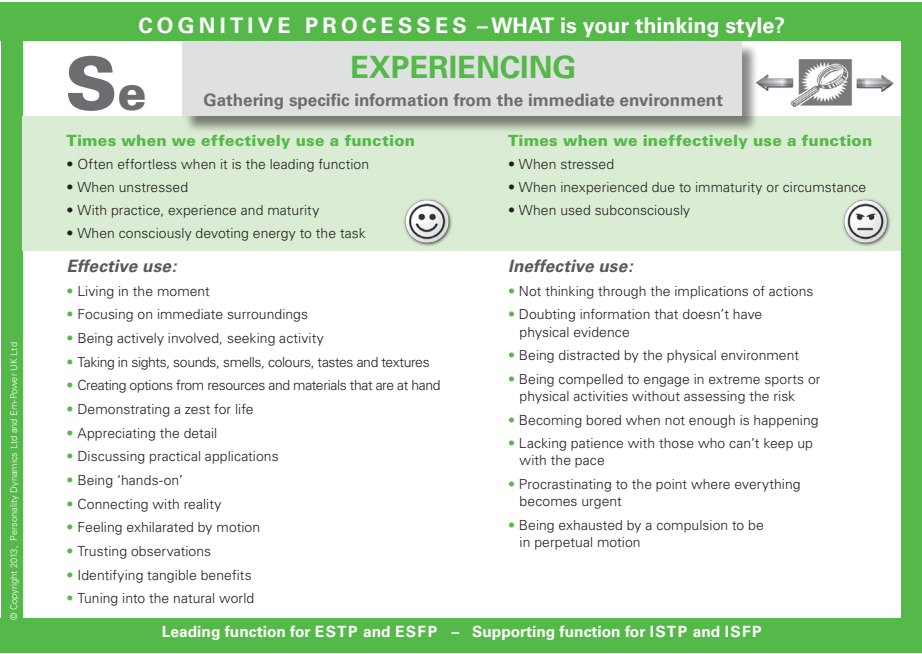 COGNITIVE PROCESSES – WHAT is your thinking style?
Se
EXPERIENCING
Gathering specific information from the immediate environment
Times when we effectively use a function
• Often effortless when it is the leading function
• When unstressed
• With practice, experience and maturity
• When consciously devoting energy to the task
Times when we ineffectively use a function
• When stressed
• When inexperienced due to immaturity or circumstance
• When used subconsciously
Effective use:
• Living in the moment
• Focusing on immediate surroundings
• Being actively involved, seeking activity
• Taking in sights, sounds, smells, colours, tastes and textures
• Creating options from resources and materials that are at hand
• Demonstrating a zest for life
• Appreciating the detail
• Discussing practical applications
• Being ‘hands-on’
• Connecting with reality
• Feeling exhilarated by motion
• Trusting observations
• Identifying tangible benefits
• Tuning into the natural world
Ineffective use:
• Not thinking through the implications of actions
• Doubting information that doesn’t have
physical evidence
• Being distracted by the physical environment
• Being compelled to engage in extreme sports or
physical activities without assessing the risk
• Becoming bored when not enough is happening
• Lacking patience with those who can’t keep up
with the pace
• Procrastinating to the point where everything
becomes urgent
• Being exhausted by a compulsion to be
in perpetual motion
© Copyright 2013, Personality Dynamics Ltd and Em-Power UK Ltd
Leading function for ESTP and ESFP – Supporting function for ISTP and ISFP